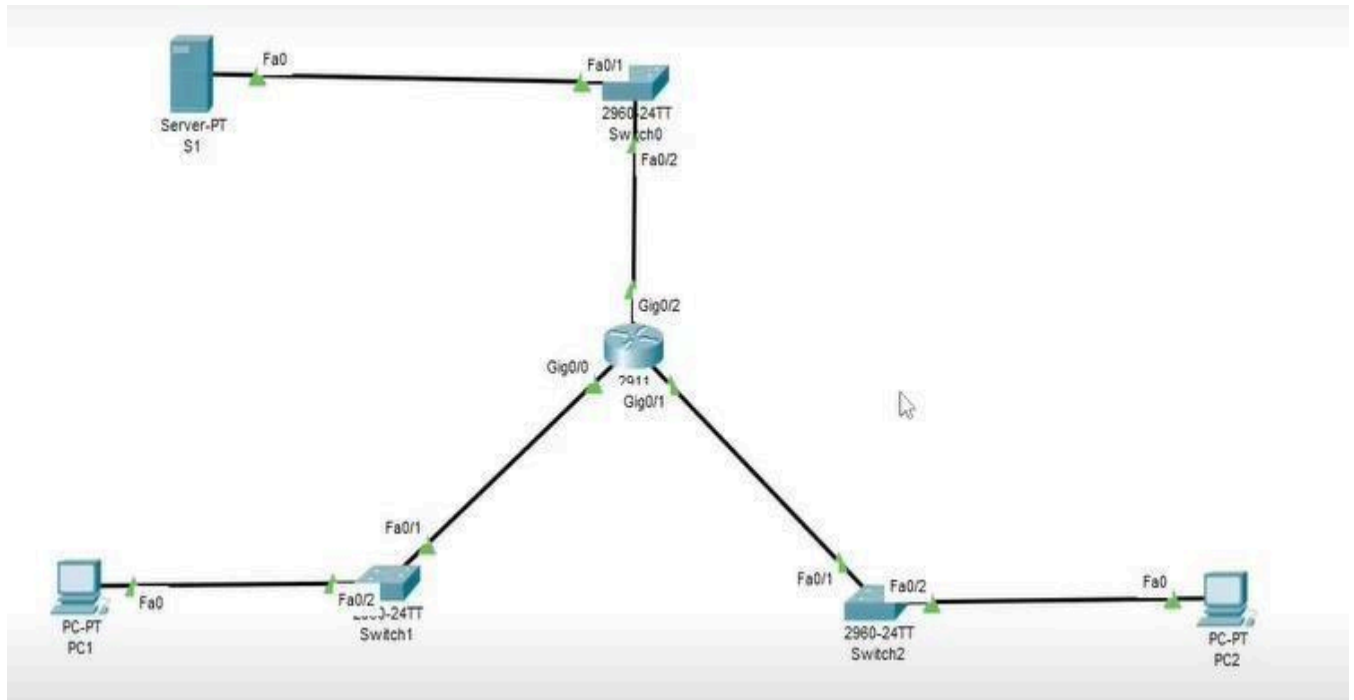 Fa0
Fa0/1
Server-PT
S1
2960-24TT
Fa0/2
Gig0/2
Gig0/0
2911
Gig0/1
Fa0/1
Fa0
Fa0/2
PC-PT
PC1
Switch1
Fa0/1
Fa0/2
Fa0
2960-24TT
Switch2
PC-PT
PC2